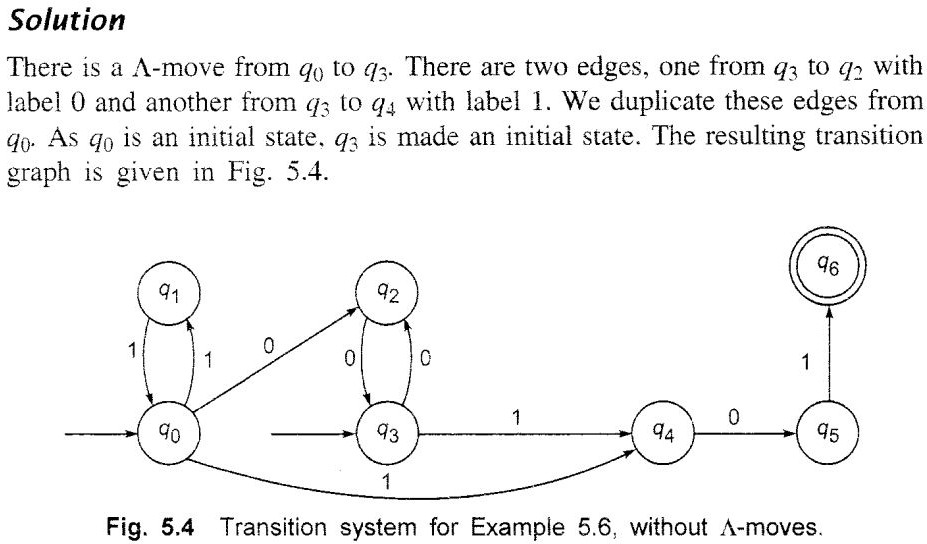 Solution
There is a Λ-move from q₀ to q₃. There are two edges, one from q₃ to q₂ with
label 0 and another from q₃ to q₄ with label 1. We duplicate these edges from
q₀. As q₀ is an initial state, q₃ is made an initial state. The resulting transition
graph is given in Fig. 5.4.
q₆
q₁ q₂
1 1 0 0 0 1
q₀ q₃ 1 q₄ 0 q₅
1
Fig. 5.4 Transition system for Example 5.6, without Λ-moves.